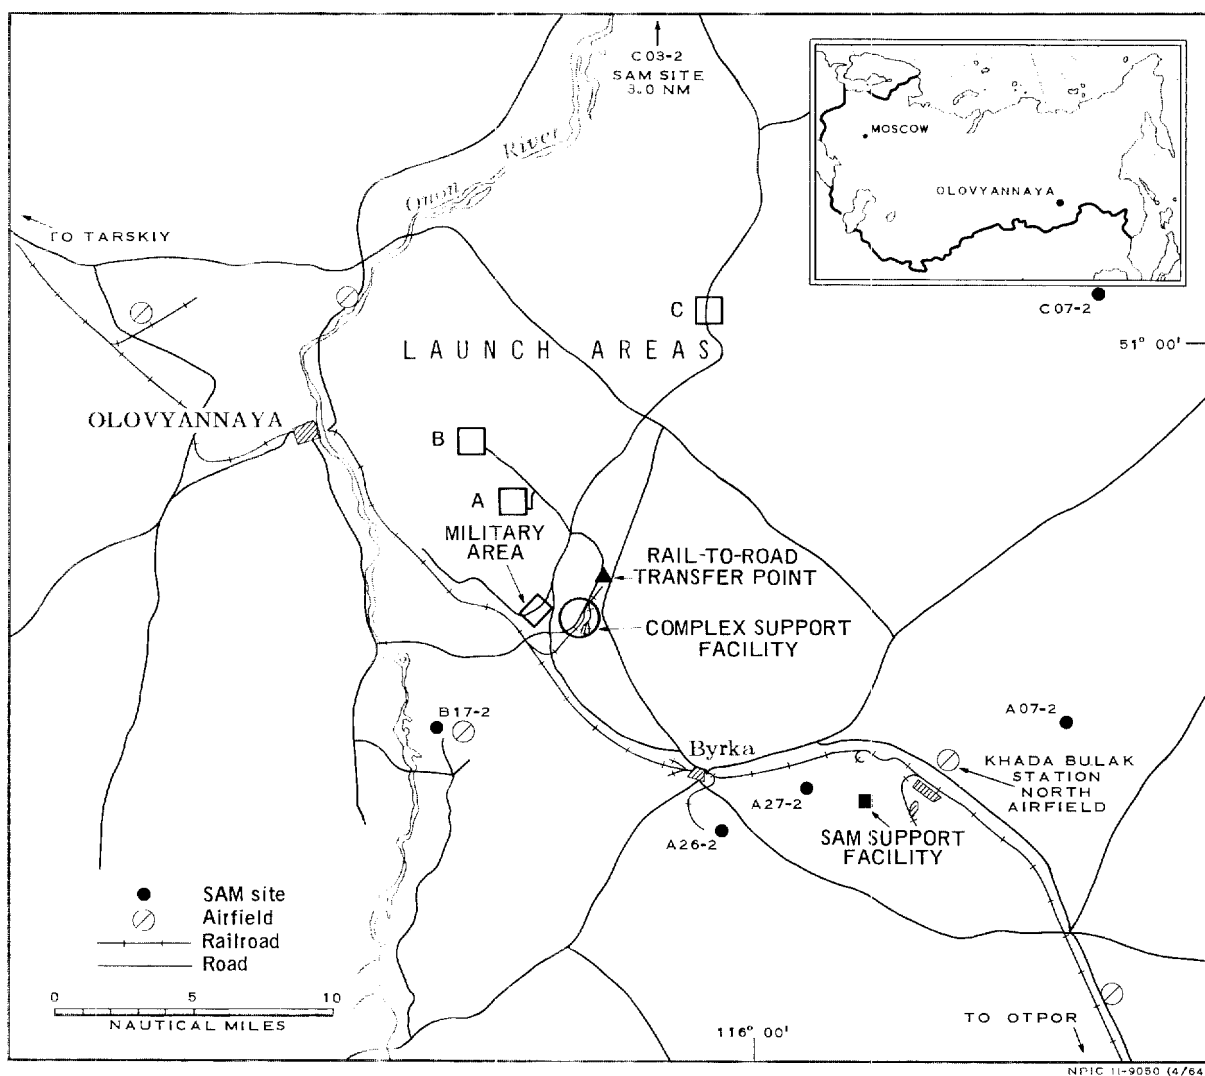 C03-2
SAM SITE
3.0 NM
MOSCOW
OLOVYANNAYA
Onon River
TO TARSKIY
C07-2
C
51° 00'
LAUNCH AREAS
OLOVYANNAYA
B
A
MILITARY
AREA
RAIL-TO-ROAD
TRANSFER POINT
COMPLEX SUPPORT
FACILITY
B17-2
A07-2
Byrka
KHADA BULAK
STATION
NORTH
AIRFIELD
A27-2
A26-2
SAM SUPPORT
FACILITY
SAM site
Airfield
Railroad
Road
0 5 10
NAUTICAL MILES
TO OTPOR
116° 00'
NPIC 11-9050 (4/64